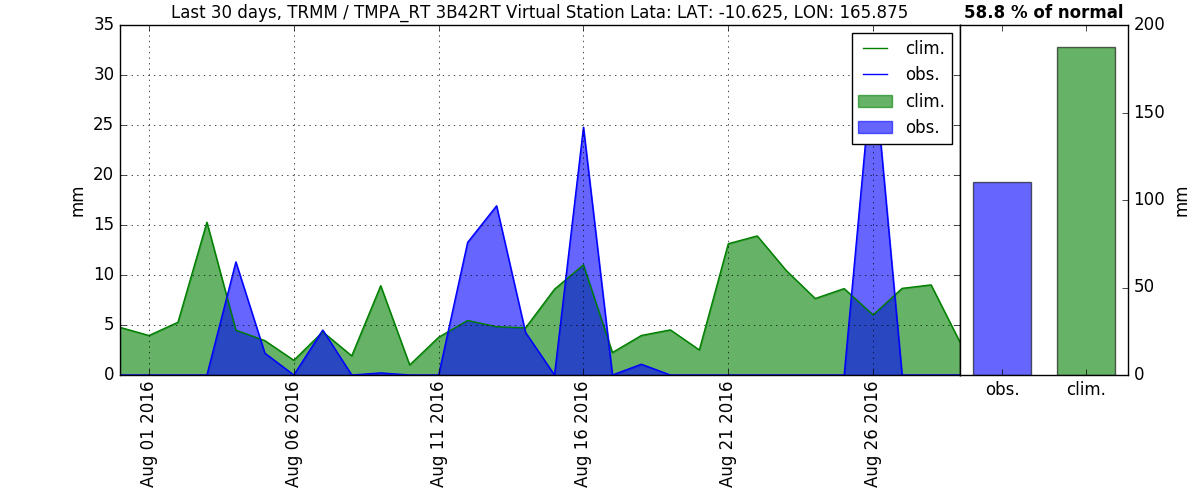 Last 30 days, TRMM / TMPA_RT 3B42RT Virtual Station Lata: LAT: -10.625, LON: 165.875
58.8 % of normal
35
30
25
20
15
10
5
0
mm
clim.
obs.
clim.
obs.
Aug 01 2016
Aug 06 2016
Aug 11 2016
Aug 16 2016
Aug 21 2016
Aug 26 2016
200
150
100
50
0
mm
obs.
clim.